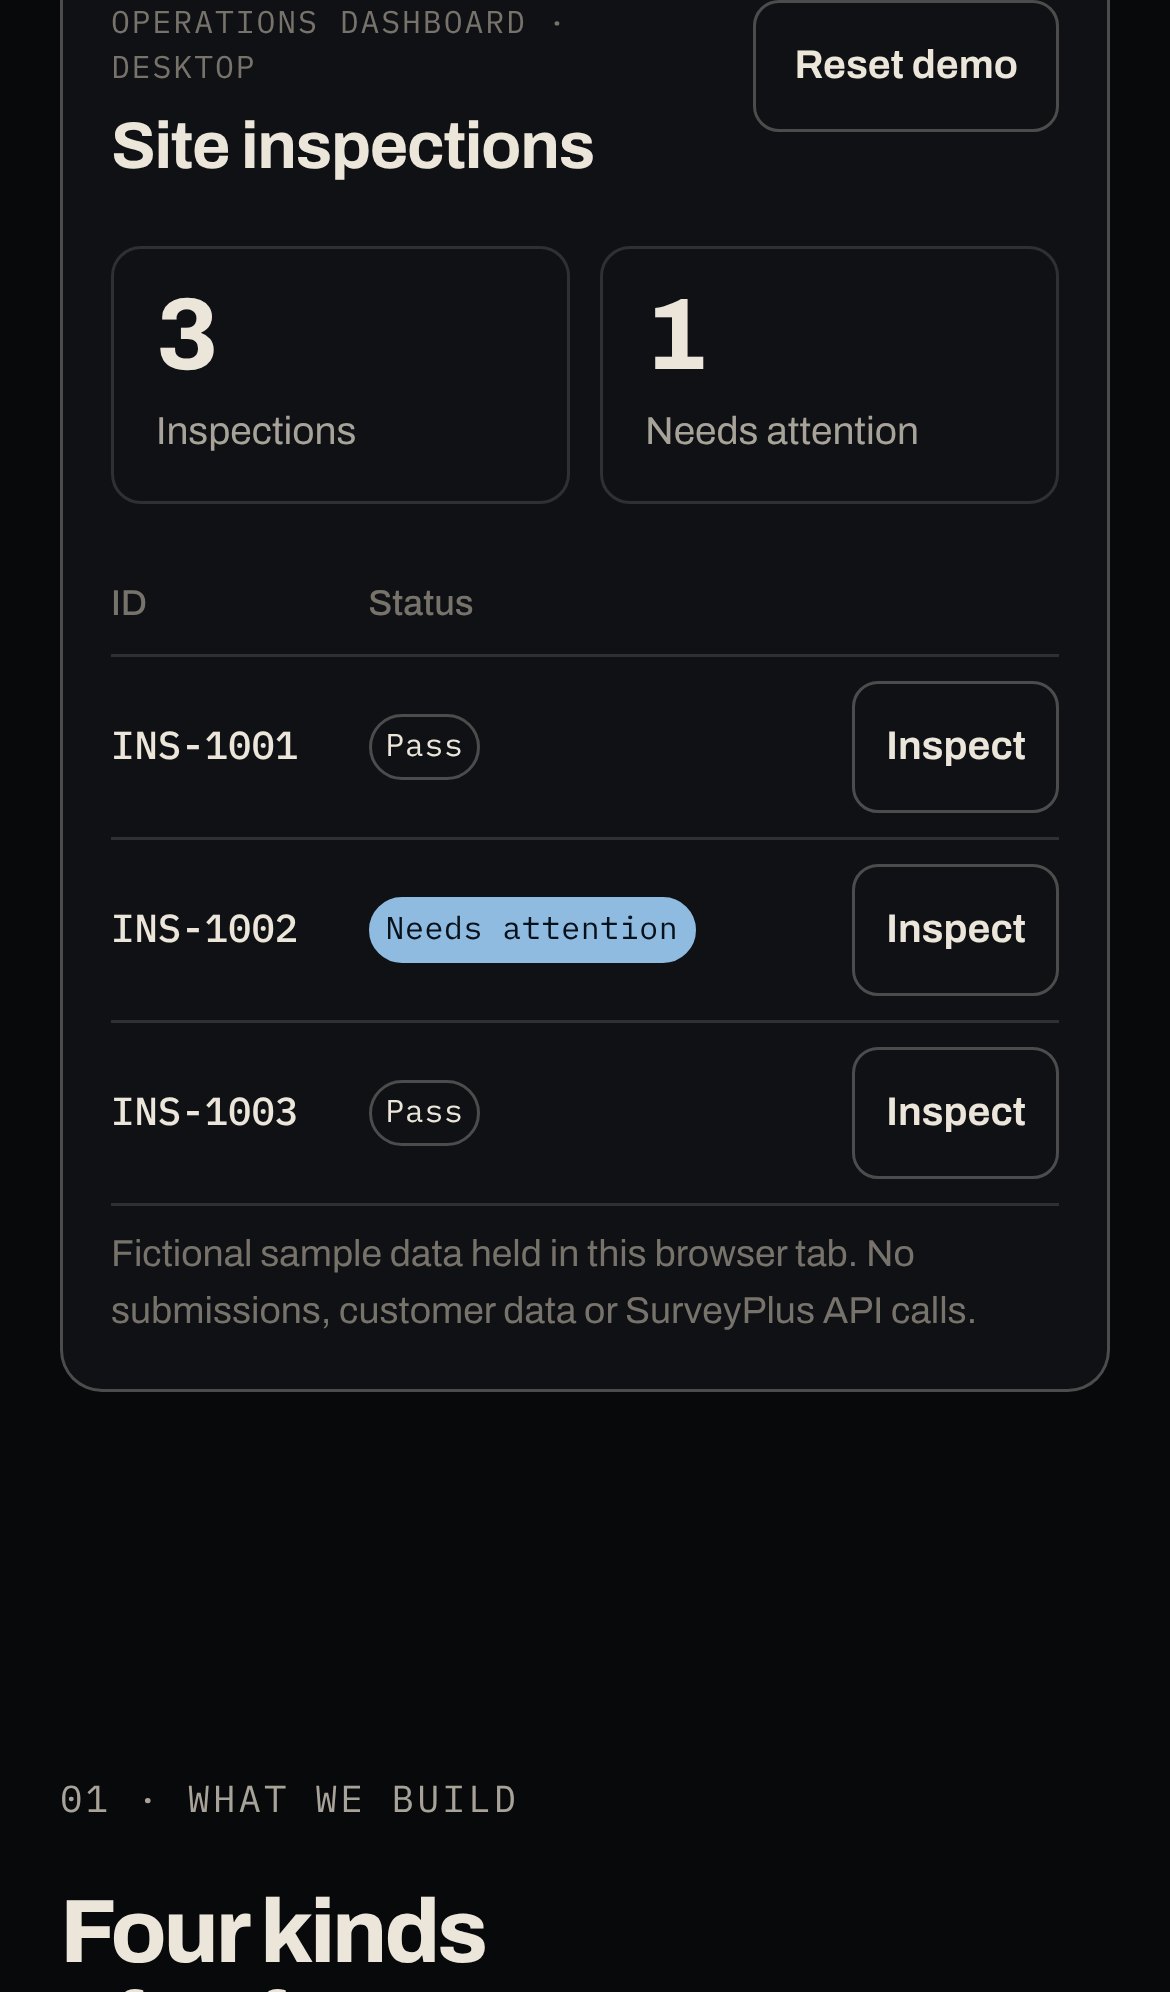 OPERATIONS DASHBOARD ·
DESKTOP
Reset demo
Site inspections
3
Inspections
1
Needs attention
ID Status
INS-1001 Pass Inspect
INS-1002 Needs attention Inspect
INS-1003 Pass Inspect
Fictional sample data held in this browser tab. No
submissions, customer data or SurveyPlus API calls.
01 · WHAT WE BUILD
Four kinds